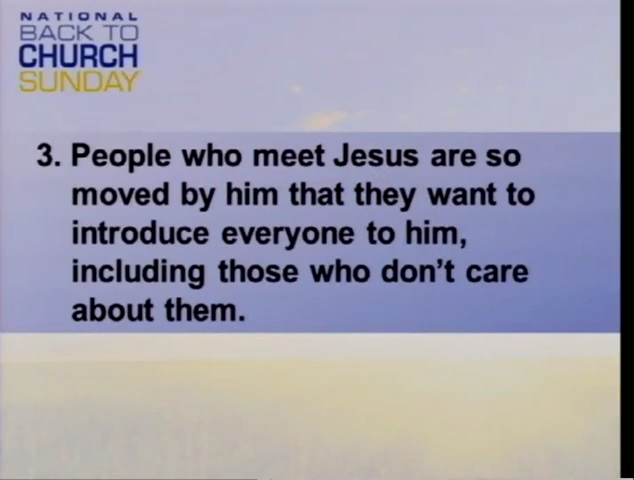 NATIONAL
BACK TO
CHURCH
SUNDAY
3. People who meet Jesus are so
moved by him that they want to
introduce everyone to him,
including those who don't care
about them.